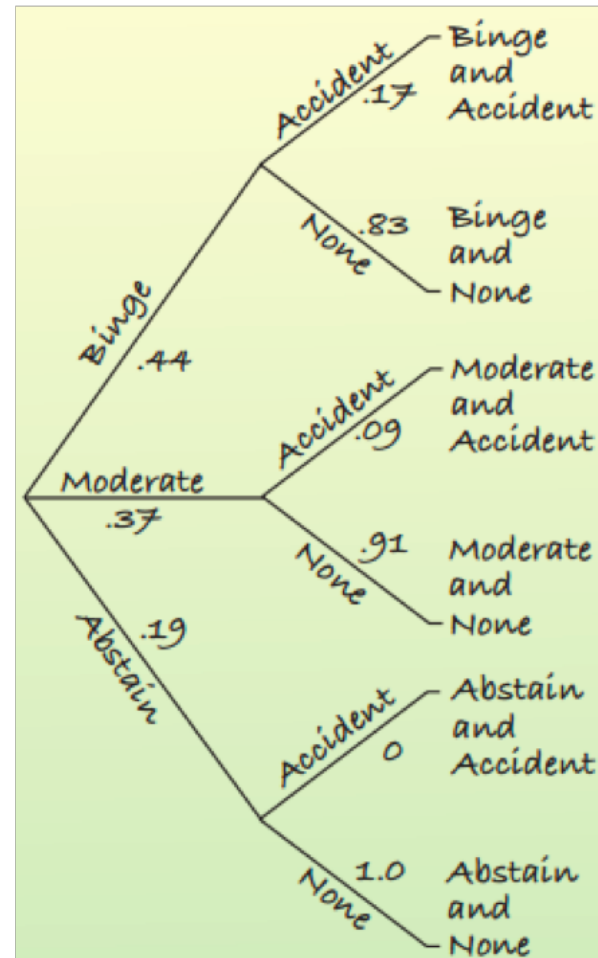 Accident
.17
Binge
and
Accident
None
.83
Binge
and
None
Binge
.44
Accident
.09
Moderate
and
Accident
Moderate
.37
None
.91
Moderate
and
None
Abstain
.19
Accident
0
Abstain
and
Accident
None
1.0
Abstain
and
None